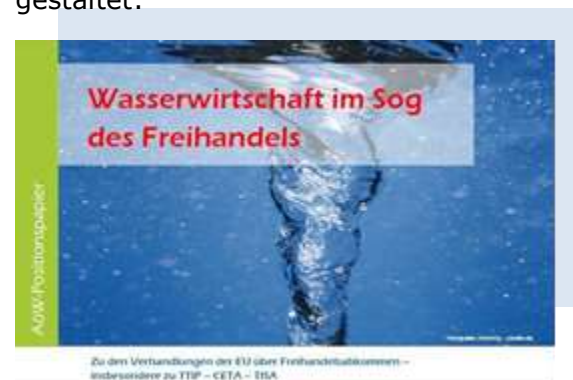 gestaltet.
Wasserwirtschaft im Sog
des Freihandels
AöW-Positionspapier
Zu den Verhandlungen der EU über Freihandelsabkommen –
insbesondere zu TTIP – CETA – TiSA